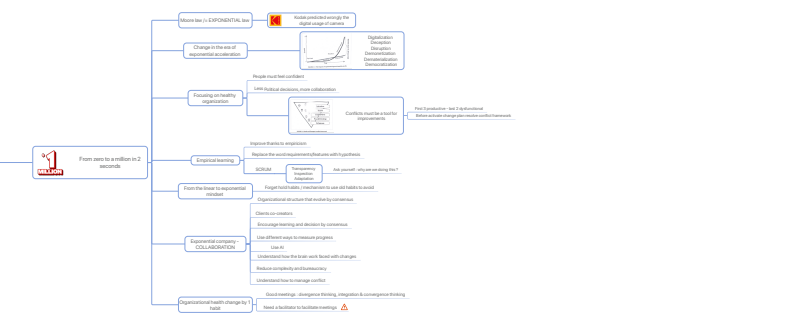 Moore law /= EXPONENTIAL law
Kodak predicted wrongly the
digital usage of camera
Change in the era of
exponential acceleration
Digitalization
Deception
Disruption
Demonetization
Dematerialization
Democratization
Focusing on healthy
organization
People must feel confident
Less Political decisions, more collaboration
Conflicts must be a tool for
improvements
First 3 productive - last 2 dysfunctional
Before activate change plan resolve conflict framework
MILLION
From zero to a million in 2
seconds
Empirical learning
Improve thanks to empiricism
Replace the word requirements/features with hypothesis
SCRUM
Transparency
Inspection
Adaptation
Ask yourself : why are we doing this ?
From the linear to exponential
mindset
Forget hold habits / mechanism to use old habits to avoid
Exponential company -
COLLABORATION
Organizational structure that evolve by consensus
Clients co-creators
Encourage learning and decision by consensus
Use different ways to measure progress
Use AI
Understand how the brain work faced with changes
Reduce complexity and bureaucracy
Understand how to manage conflict
Organizational health change by 1
habit
Good meetings : divergence thinking, integration & convergence thinking
Need a facilitator to facilitate meetings